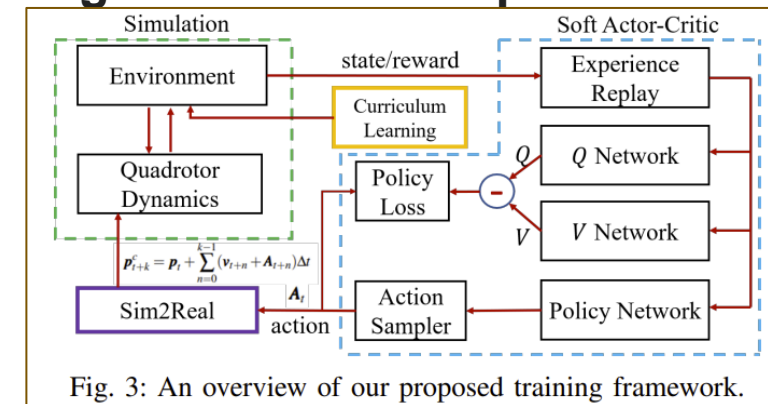 Simulation
Soft Actor-Critic
Environment
state/reward
Experience
Replay
Curriculum
Learning
Quadrotor
Dynamics
Policy
Loss
Q
-
V
Q Network
V Network
p^c_{t+k} = p_t + \sum_{n=0}^{k-1} (v_{t+n} + A_{t+n})Δt
A_t
Sim2Real
action
Action
Sampler
Policy Network
Fig. 3: An overview of our proposed training framework.